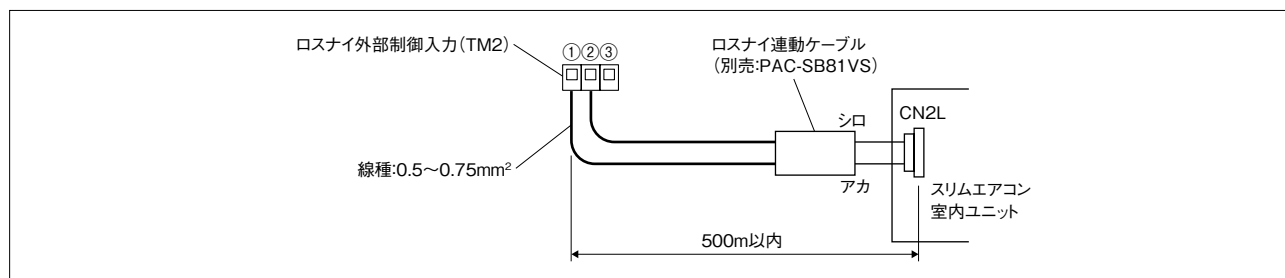 ロスナイ外部制御入力(TM2)
①②③
ロスナイ連動ケーブル
(別売:PAC-SB81VS)
シロ
CN2L
線種:0.5～0.75mm²
アカ
スリムエアコン
室内ユニット
500m以内